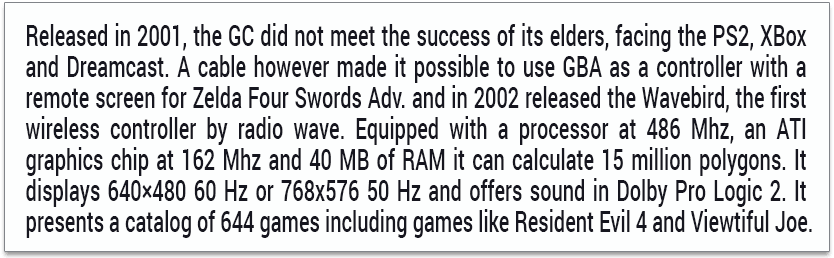 Released in 2001, the GC did not meet the success of its elders, facing the PS2, XBox
and Dreamcast. A cable however made it possible to use GBA as a controller with a
remote screen for Zelda Four Swords Adv. and in 2002 released the Wavebird, the first
wireless controller by radio wave. Equipped with a processor at 486 Mhz, an ATI
graphics chip at 162 Mhz and 40 MB of RAM it can calculate 15 million polygons. It
displays 640×480 60 Hz or 768x576 50 Hz and offers sound in Dolby Pro Logic 2. It
presents a catalog of 644 games including games like Resident Evil 4 and Viewtiful Joe.